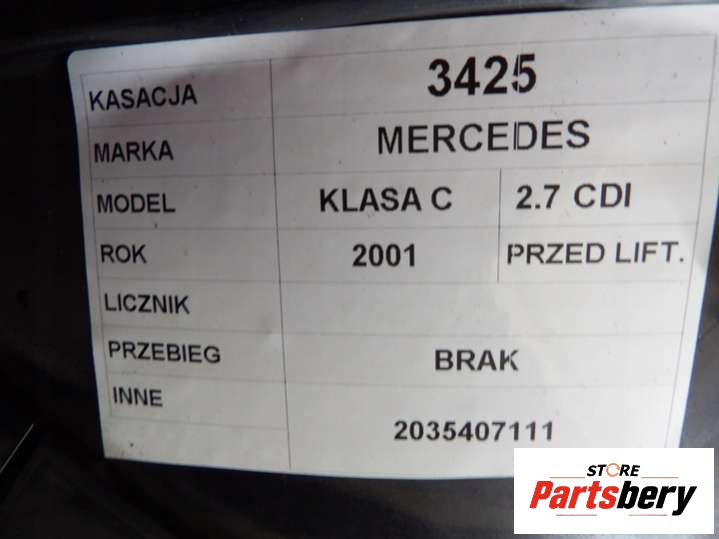 KASACJA 3425
MARKA MERCEDES
MODEL KLASA C 2.7 CDI
ROK 2001 PRZED LIFT.
LICZNIK
PRZEBIEG BRAK
INNE 2035407111
STORE
Partsbery